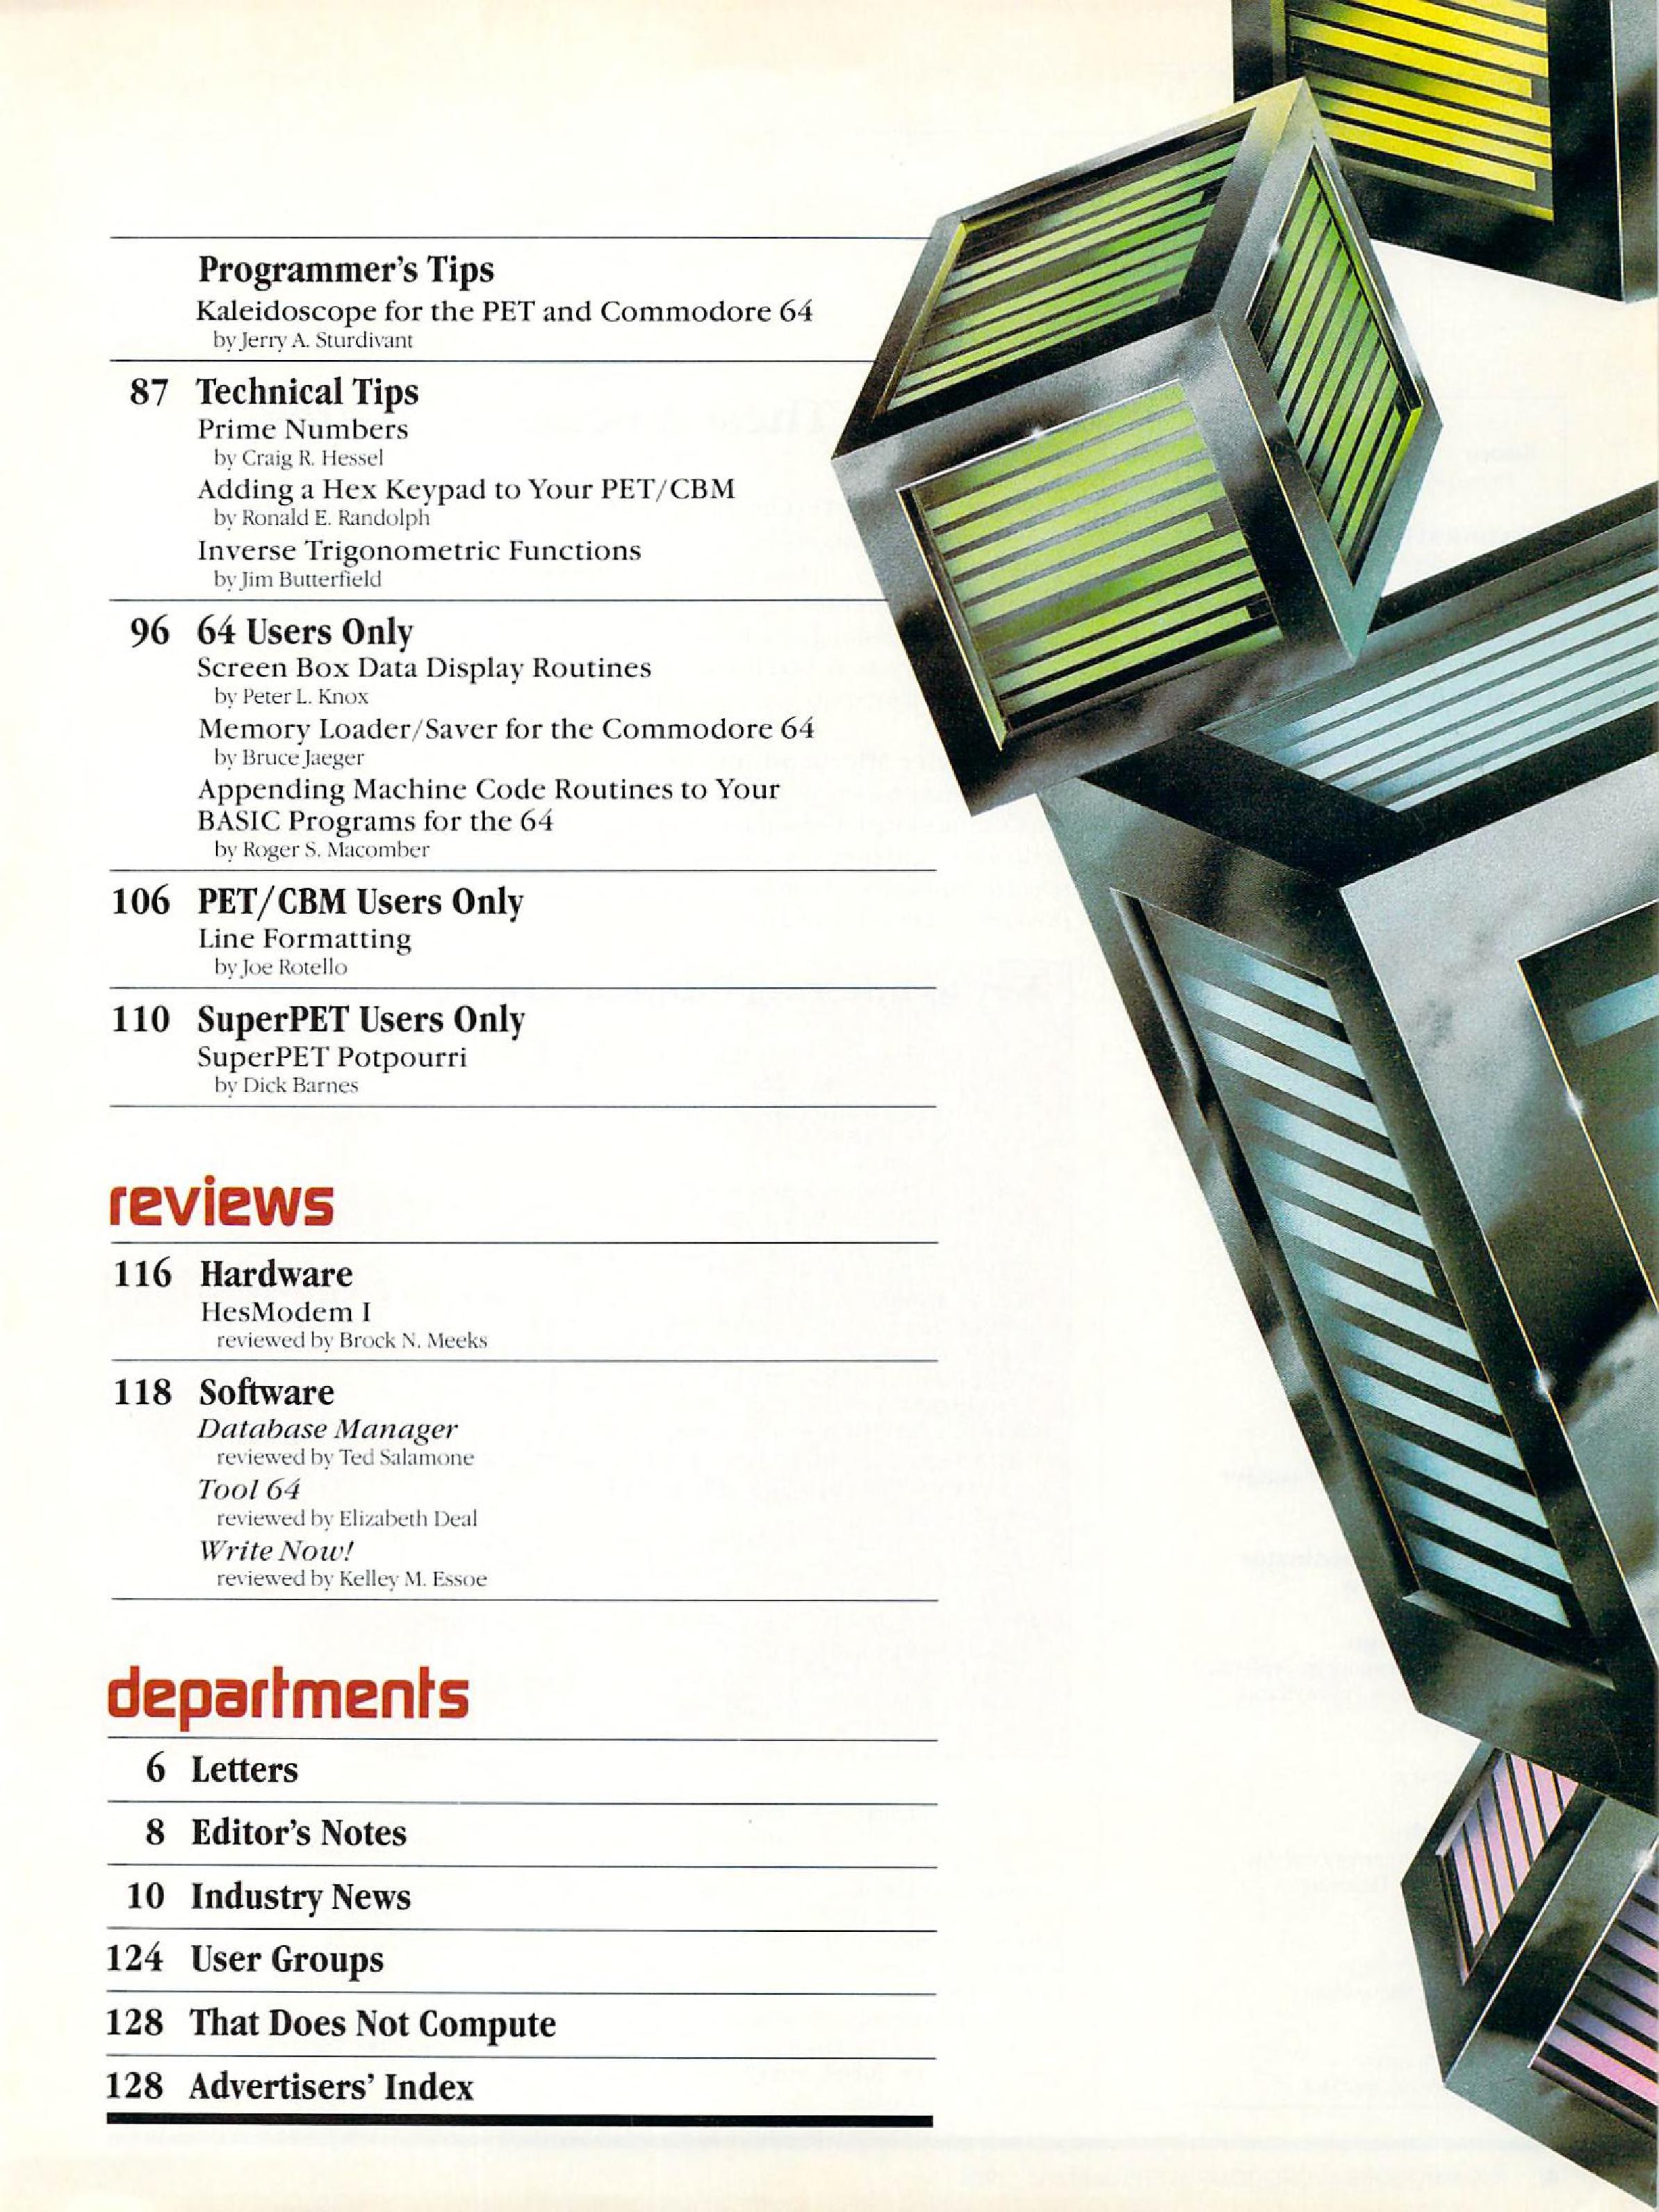 Programmer's Tips
Kaleidoscope for the PET and Commodore 64
by Jerry A. Sturdivant
87 Technical Tips
Prime Numbers
by Craig R. Hessel
Adding a Hex Keypad to Your PET/CBM
by Ronald E. Randolph
Inverse Trigonometric Functions
by Jim Butterfield
96 64 Users Only
Screen Box Data Display Routines
by Peter L. Knox
Memory Loader/Saver for the Commodore 64
by Bruce Jaeger
Appending Machine Code Routines to Your
BASIC Programs for the 64
by Roger S. Macomber
106 PET/CBM Users Only
Line Formatting
by Joe Rotello
110 SuperPET Users Only
SuperPET Potpourri
by Dick Barnes
reviews
116 Hardware
HesModem I
reviewed by Brock N. Meeks
118 Software
Database Manager
reviewed by Ted Salamone
Tool 64
reviewed by Elizabeth Deal
Write Now!
reviewed by Kelley M. Essoe
departments
6 Letters
8 Editor's Notes
10 Industry News
124 User Groups
128 That Does Not Compute
128 Advertisers' Index